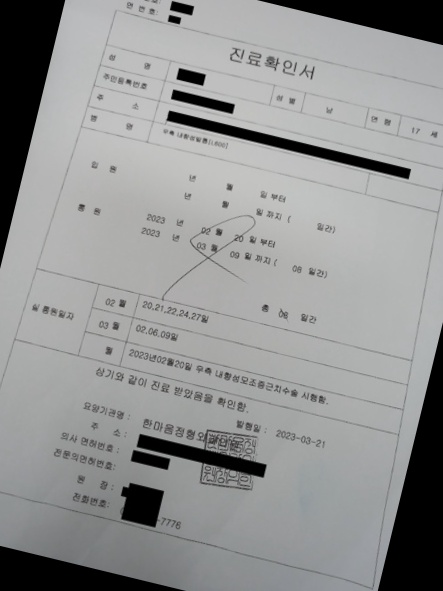 연 번호:
진료확인서
성 명 성 별 남 연 령 17 세
주민등록번호
주 소
병 명 우측 내향성발톱[L600]
입 원 년 월 일 부터
년 월 일 까지 ( 일간)
통 원 2023 년 02 월 20 일 부터
2023 년 03 월 09 일 까지 ( 08 일간)
총 08 일간
실 통원일자 02 월 20,21,22,24,27일
03 월 02,06,09일
월 2023년02월20일 우측 내향성모조증근치수술 시행함.
상기와 같이 진료 받았음을 확인함.
발행일 : 2023-03-21
요양기관명 : 한마음정형외
주 소 :
의사 면허번호 :
전문의면허번호:
원 장 :
전화번호: -7776